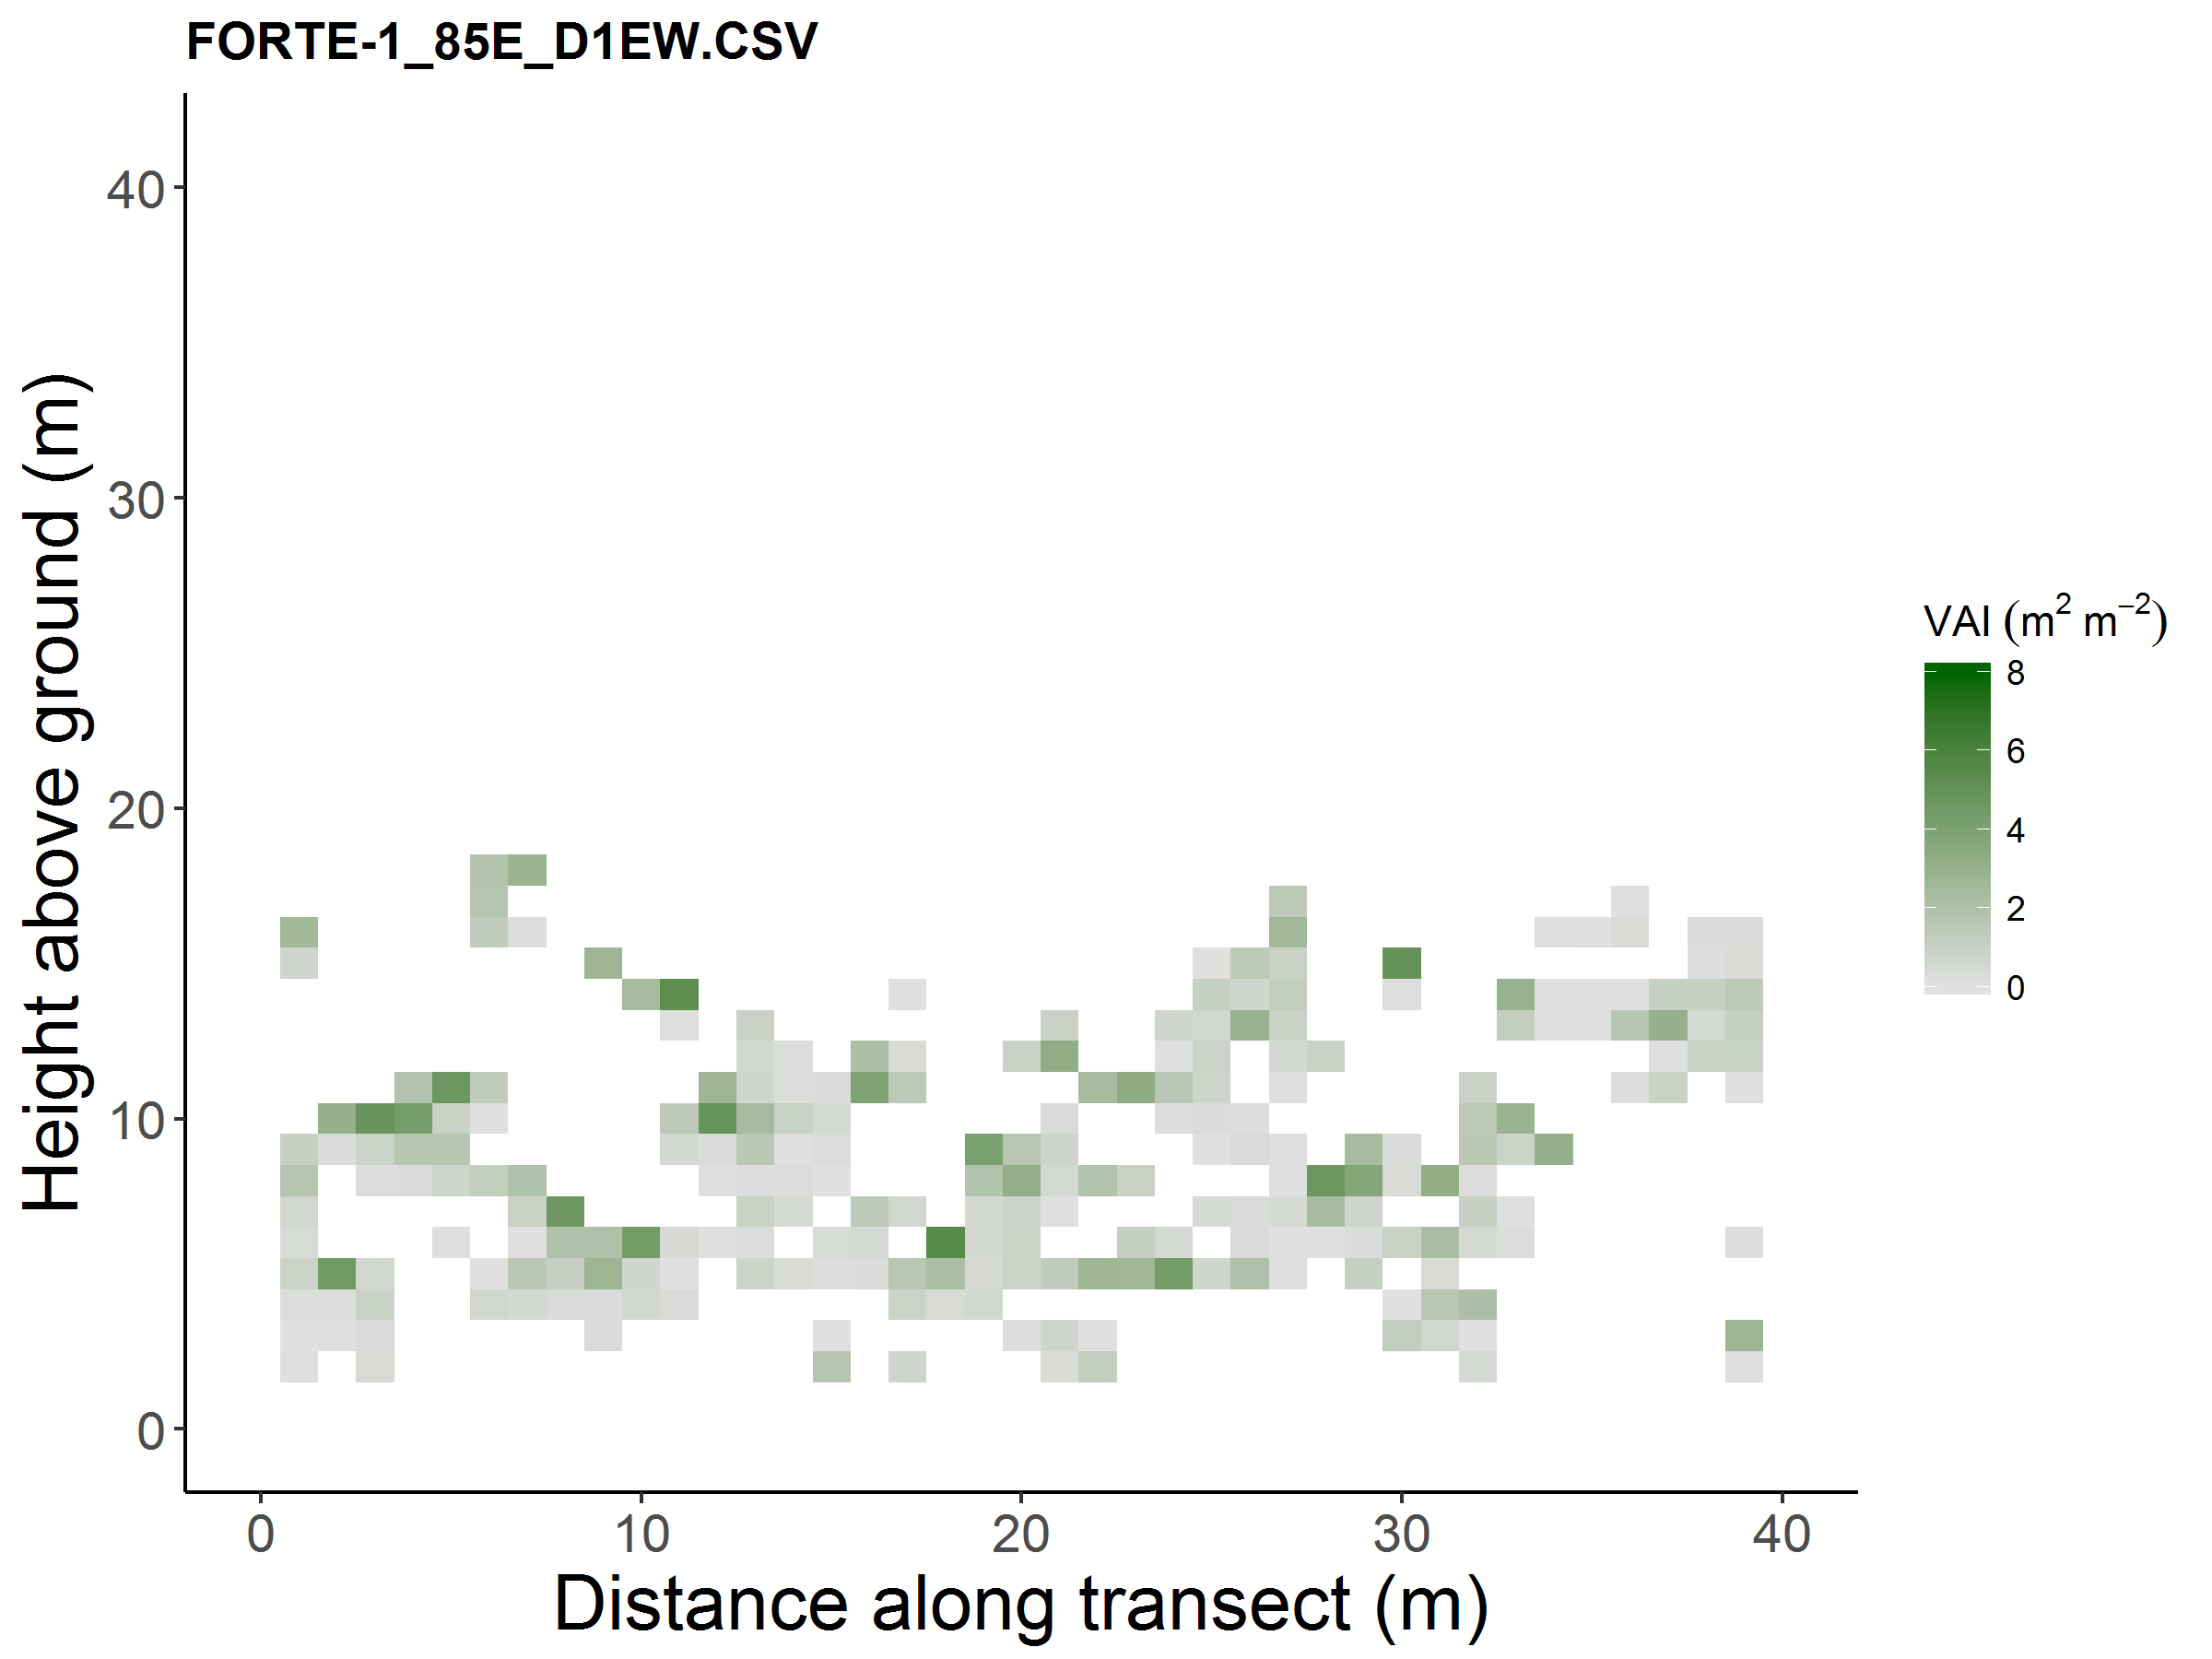 FORTE-1_85E_D1EW.CSV
Height above ground (m)
40
30
20
10
0
0 10 20 30 40
Distance along transect (m)
VAI (m² m⁻²)
8
6
4
2
0